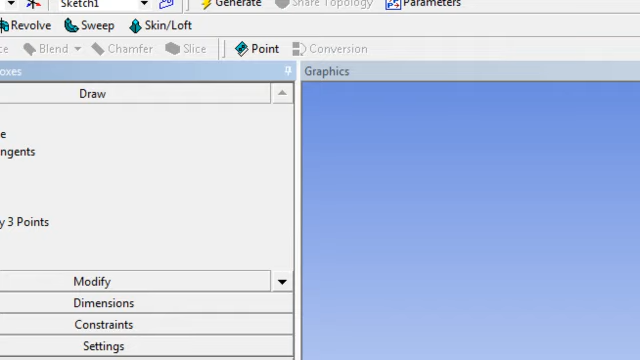 Sketch1 Generate Share Topology Parameters
Revolve Sweep Skin/Loft
Blend Chamfer Slice Point Conversion
oxes Graphics
Draw
e
ngents
y 3 Points
Modify
Dimensions
Constraints
Settings